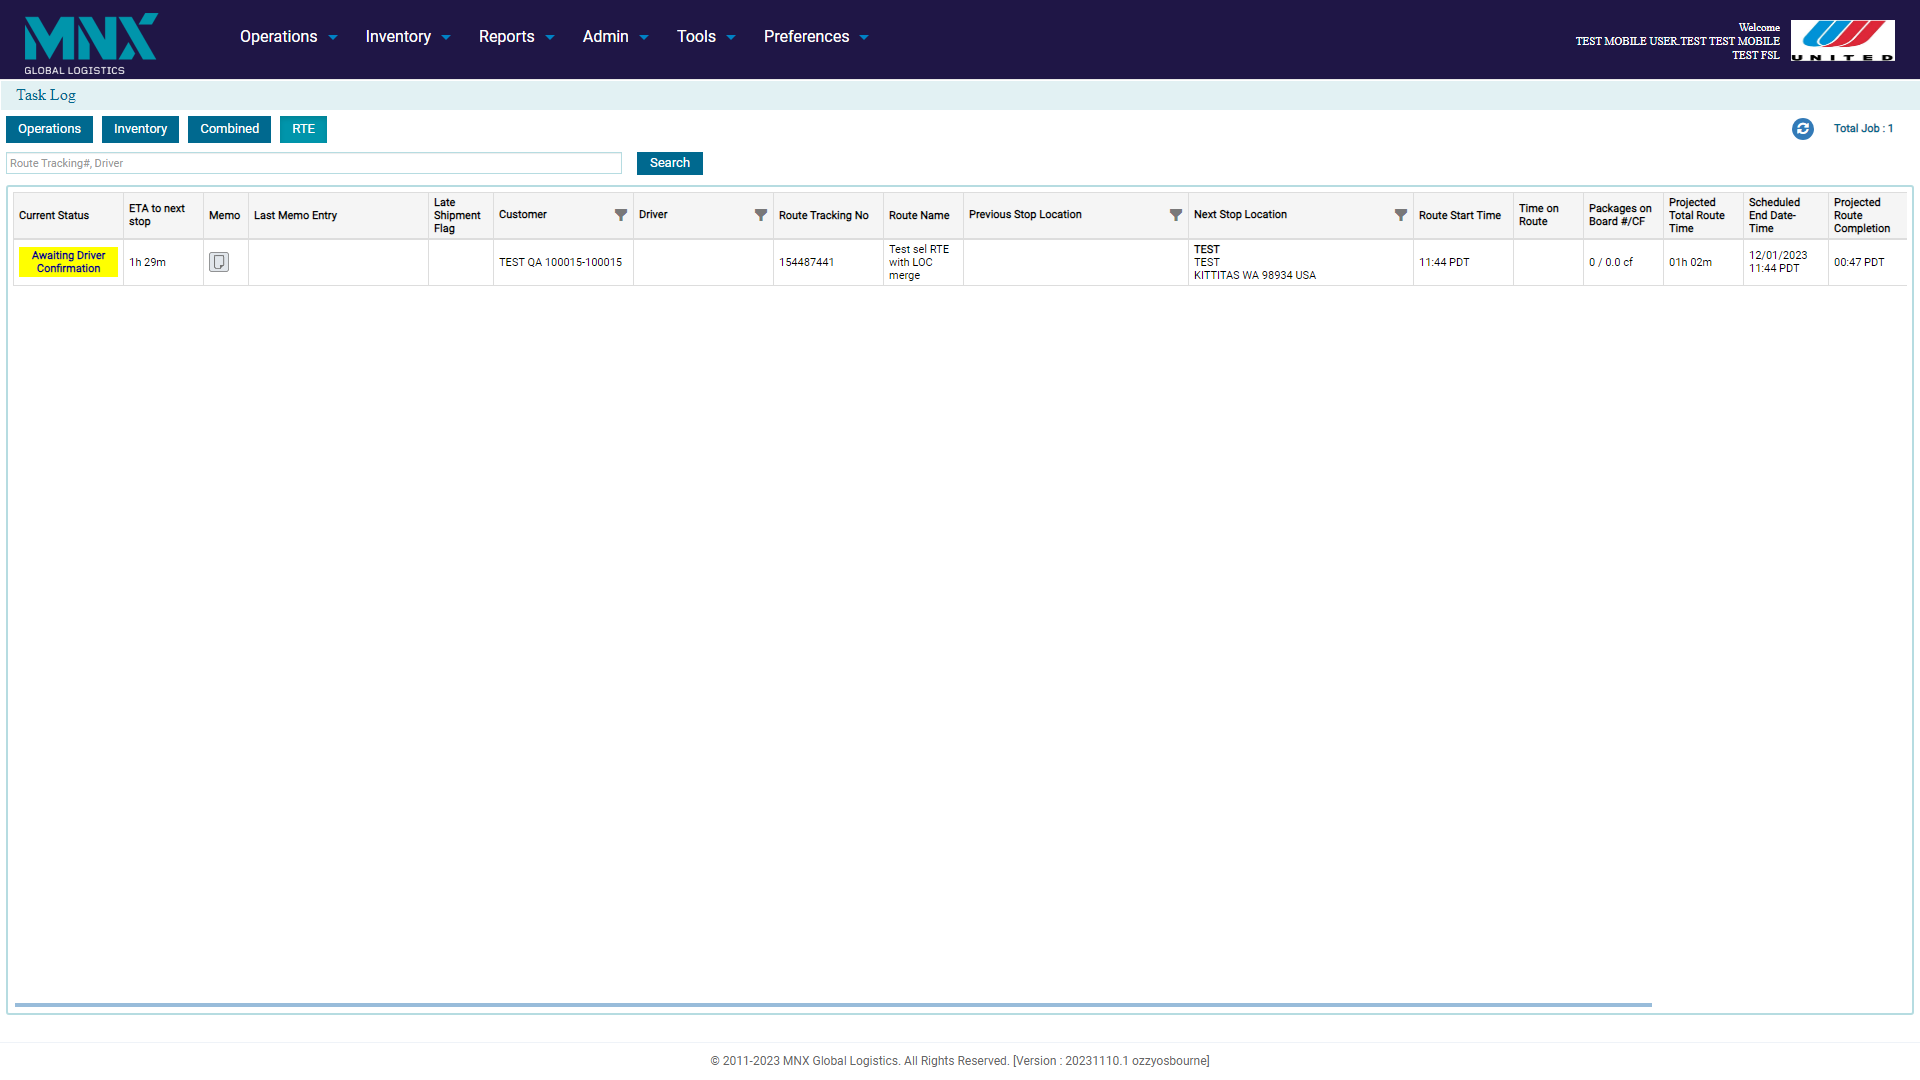 MNX
GLOBAL LOGISTICS
Operations Inventory Reports Admin Tools Preferences
Welcome
TEST MOBILE USER.TEST TEST MOBILE
TEST FSL
UNITED
Task Log
Operations Inventory Combined RTE
Total Job : 1
Route Tracking#, Driver
Search
Current Status
ETA to next
stop
Memo
Last Memo Entry
Late
Shipment
Flag
Customer
Driver
Route Tracking No
Route Name
Previous Stop Location
Next Stop Location
Route Start Time
Time on
Route
Packages on
Board #/CF
Projected
Total Route
Time
Scheduled
End Date-
Time
Projected
Route
Completion
Awaiting Driver
Confirmation
1h 29m
TEST QA 100015-100015
154487441
Test sel RTE
with LOC
merge
TEST
TEST
KITTITAS WA 98934 USA
11:44 PDT
0 / 0.0 cf
01h 02m
12/01/2023
11:44 PDT
00:47 PDT
© 2011-2023 MNX Global Logistics. All Rights Reserved. [Version : 20231110.1 ozzyosbourne]